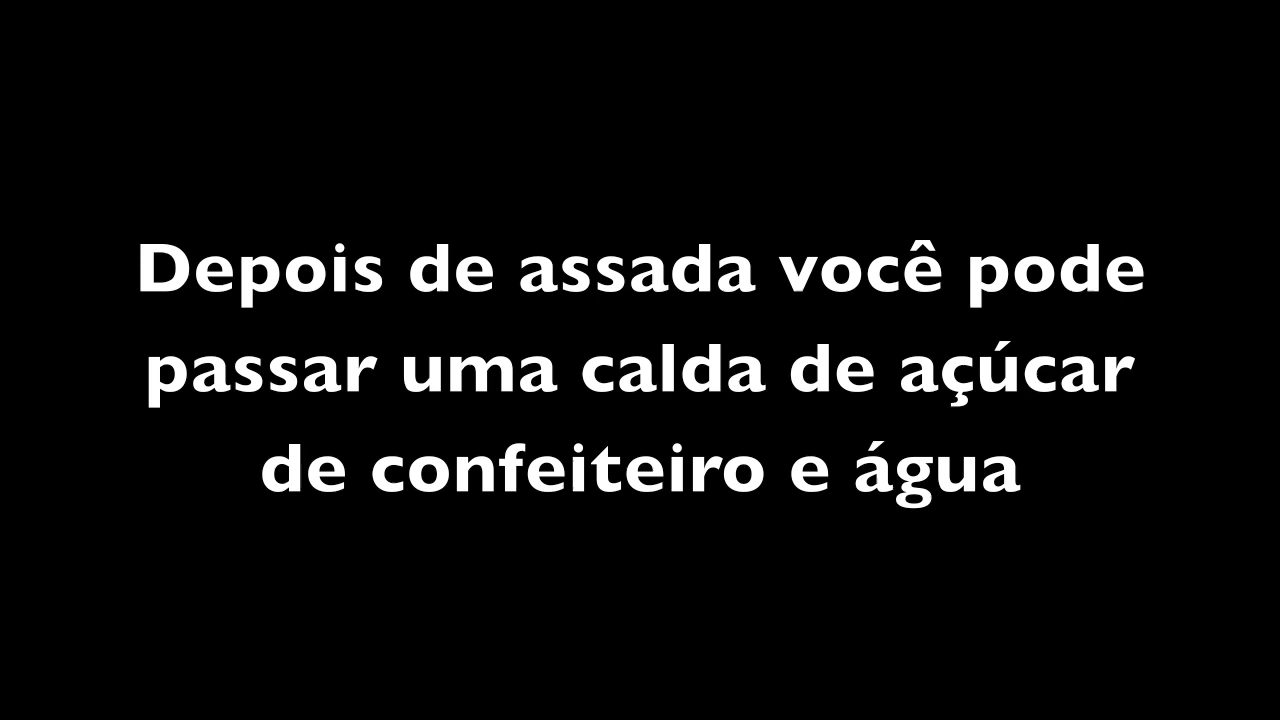 Depois de assada você pode
passar uma calda de açúcar
de confeiteiro e água